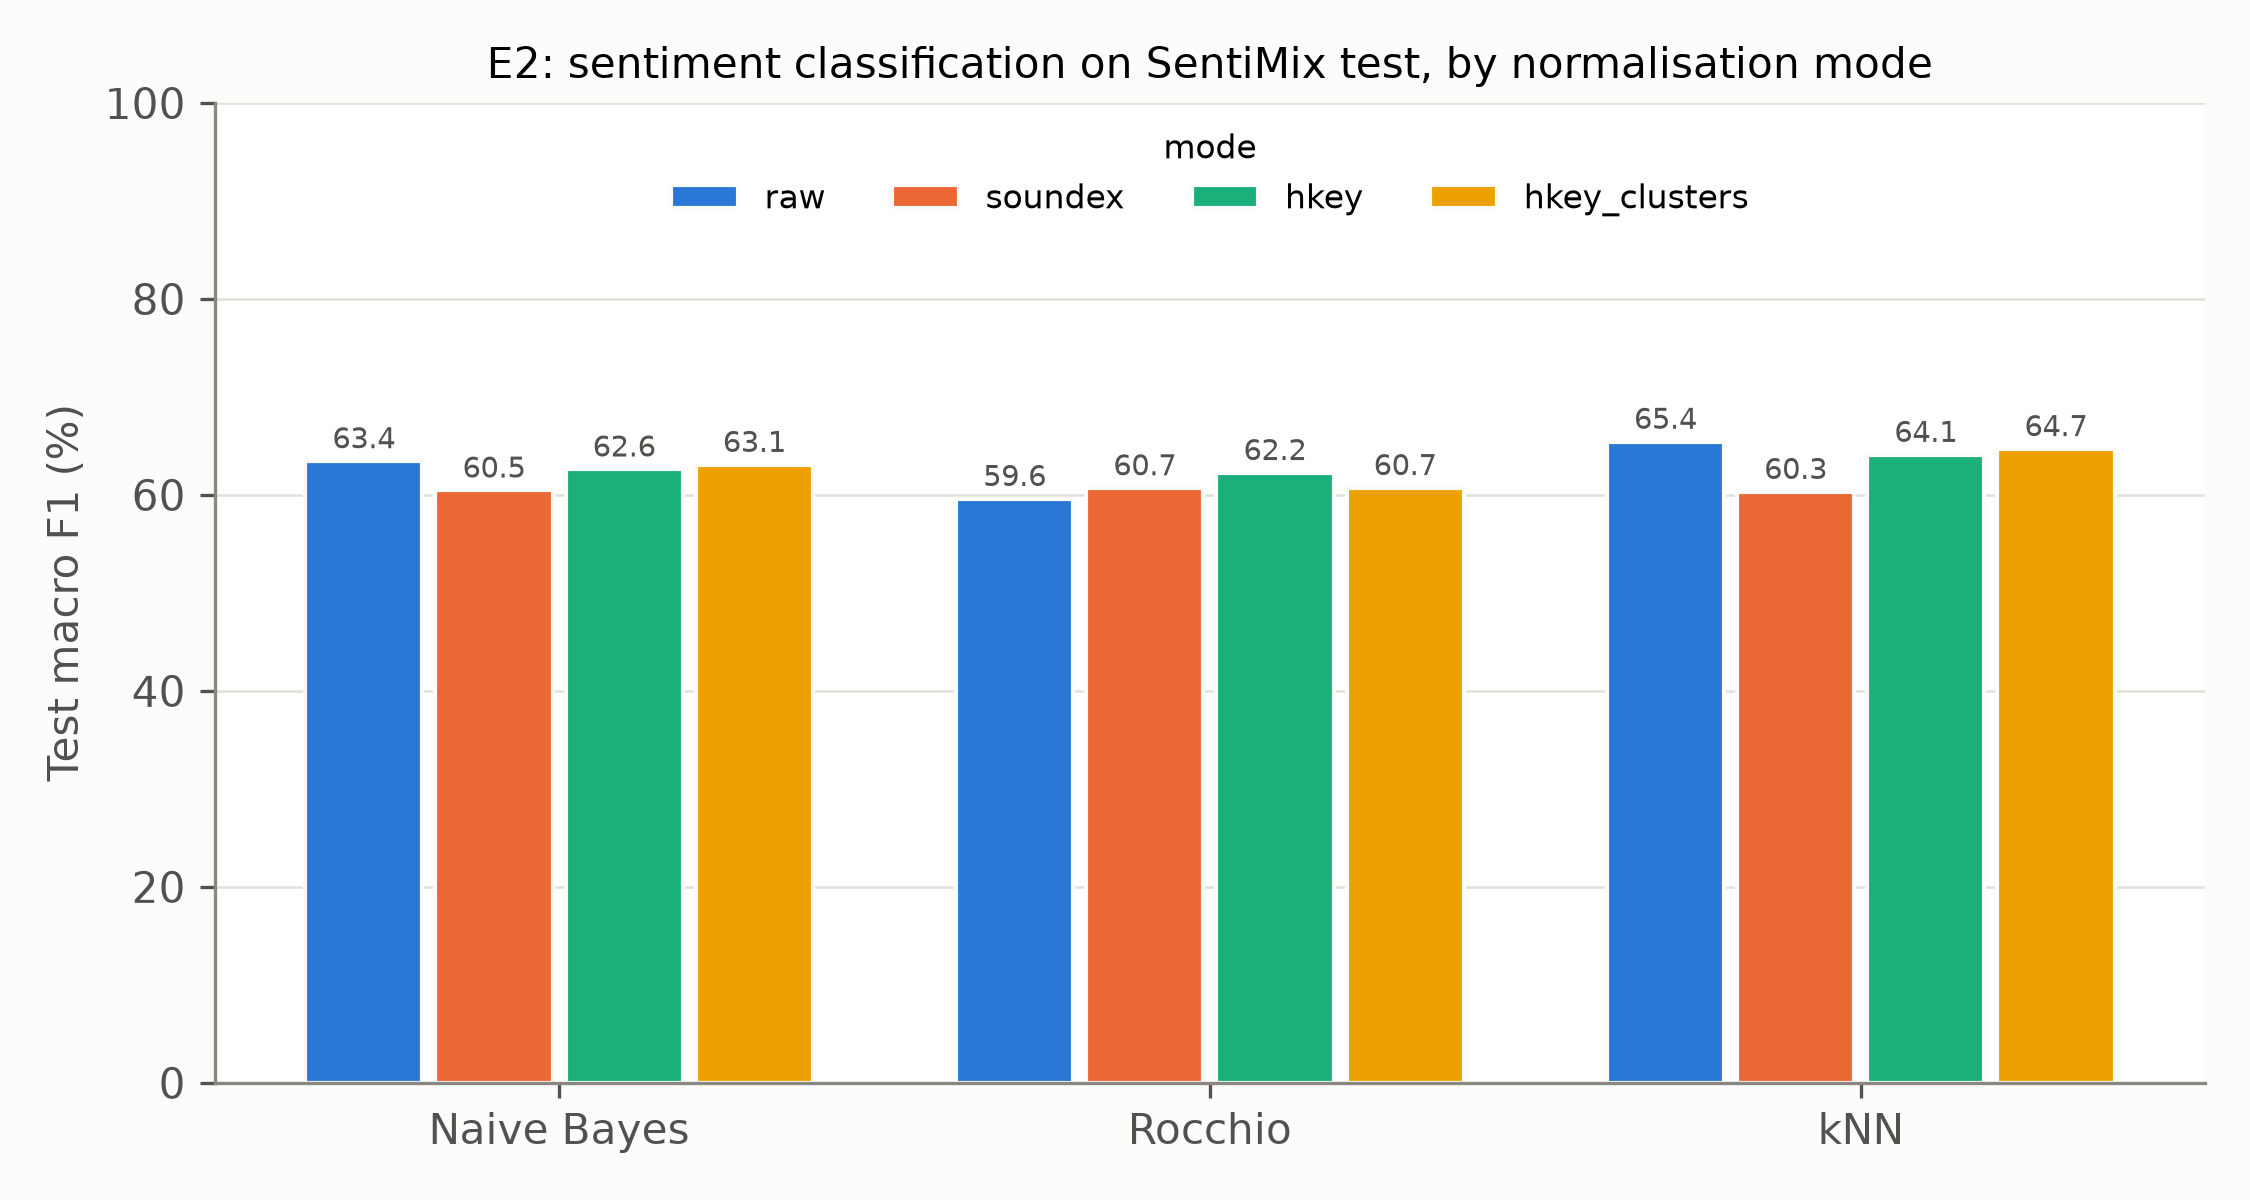 E2: sentiment classification on SentiMix test, by normalisation mode
mode
raw soundex hkey hkey_clusters
Test macro F1 (%)
100
80
60
40
20
0
63.4 60.5 62.6 63.1 59.6 60.7 62.2 60.7 65.4 60.3 64.1 64.7
Naive Bayes Rocchio kNN